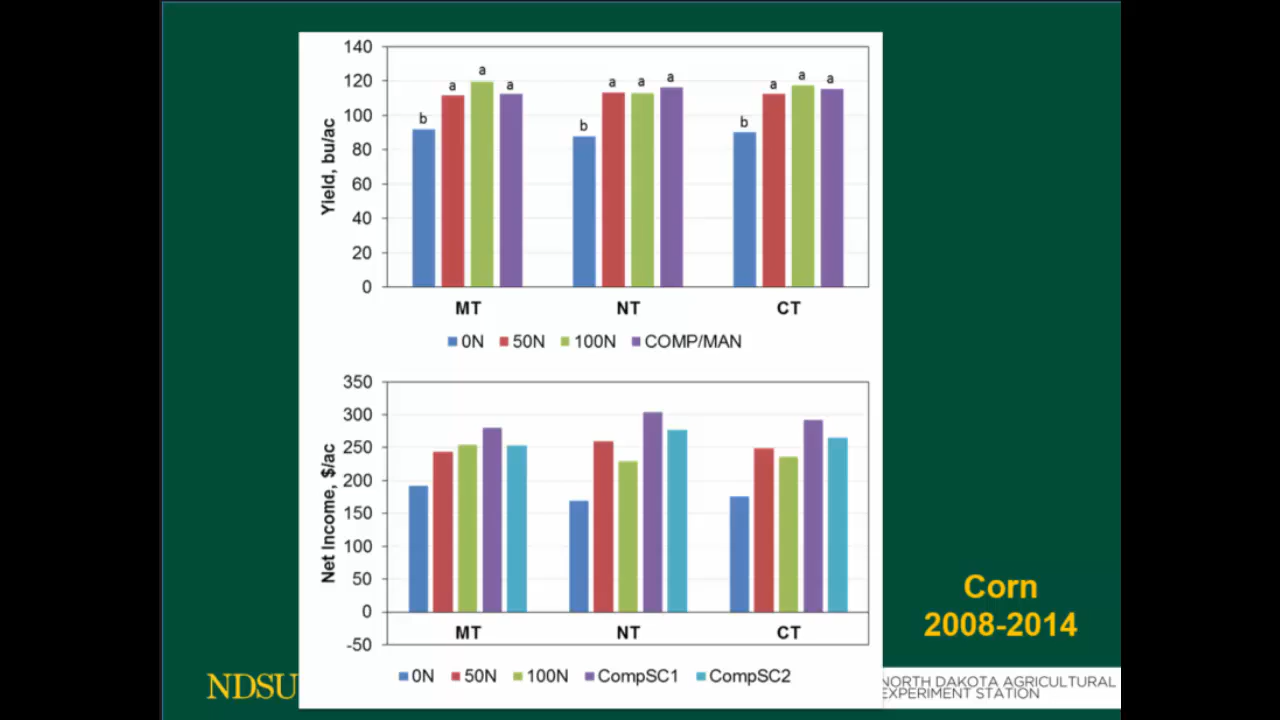 140
120
100
80
60
40
20
0
Yield, bu/ac
b a a a
b a a a
b a a a
MT NT CT
0N 50N 100N COMP/MAN
350
300
250
200
150
100
50
0
-50
Net Income, $/ac
MT NT CT
0N 50N 100N CompSC1 CompSC2
Corn
2008-2014
NDSU
NORTH DAKOTA AGRICULTURAL
EXPERIMENT STATION